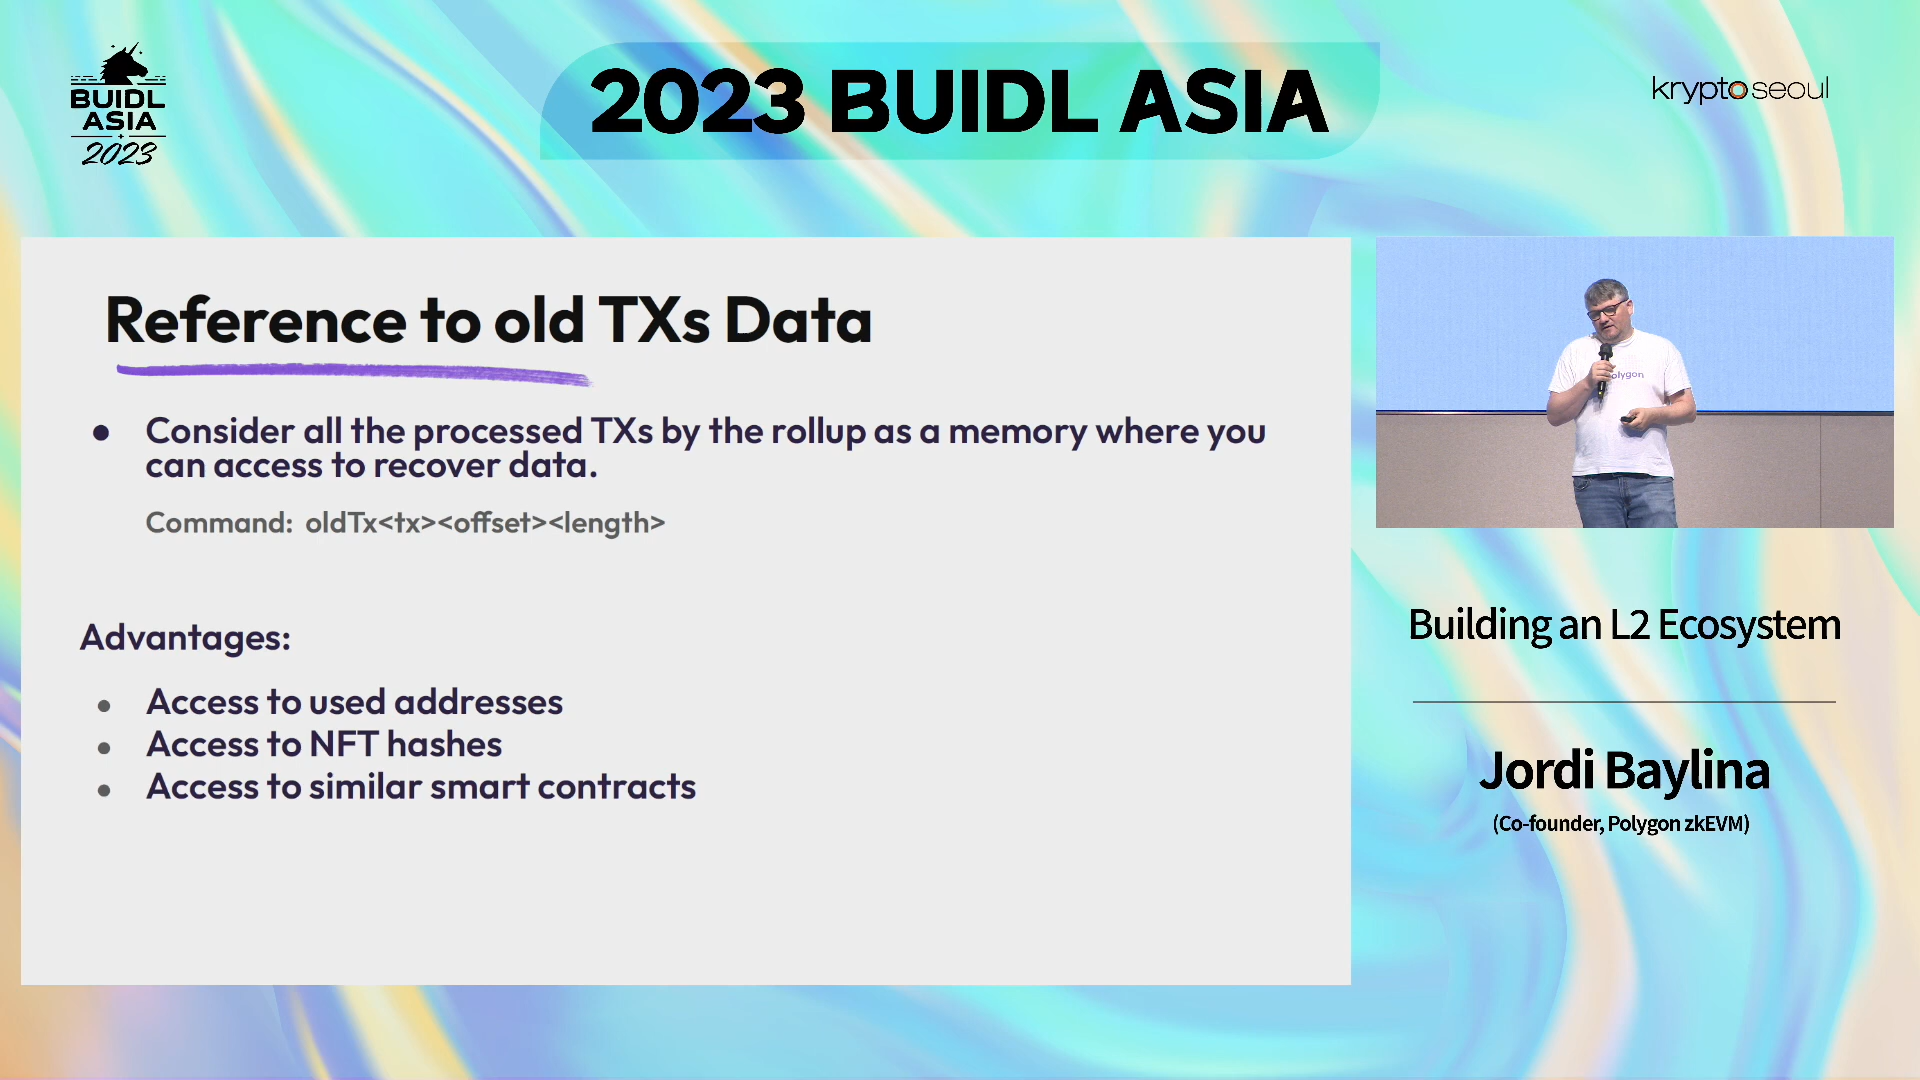 BUIDL
ASIA
2023
2023 BUIDL ASIA
kryptoseoul
Reference to old TXs Data
● Consider all the processed TXs by the rollup as a memory where you
can access to recover data.
Command: oldTx<tx><offset><length>
Advantages:
● Access to used addresses
● Access to NFT hashes
● Access to similar smart contracts
olygon
Building an L2 Ecosystem
Jordi Baylina
(Co-founder, Polygon zkEVM)